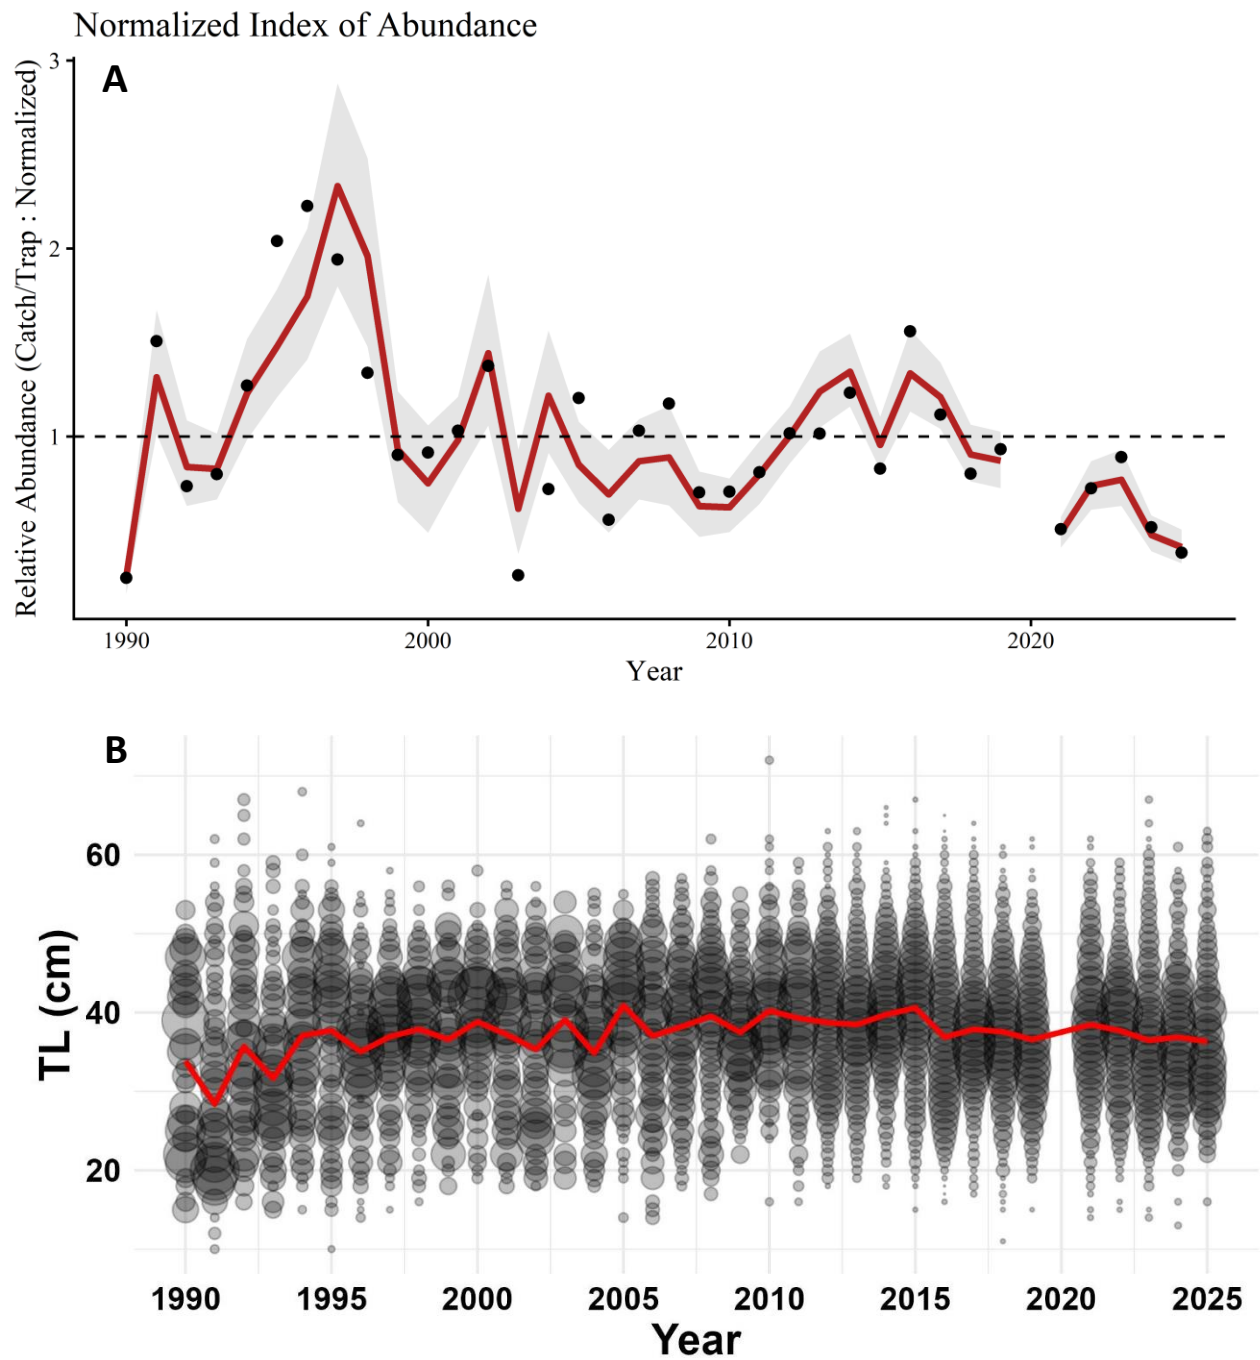 Normalized Index of Abundance
A
Relative Abundance (Catch/Trap : Normalized)
3
2
1
1990 2000 2010 2020
Year
B
TL (cm)
60
40
20
1990 1995 2000 2005 2010 2015 2020 2025
Year